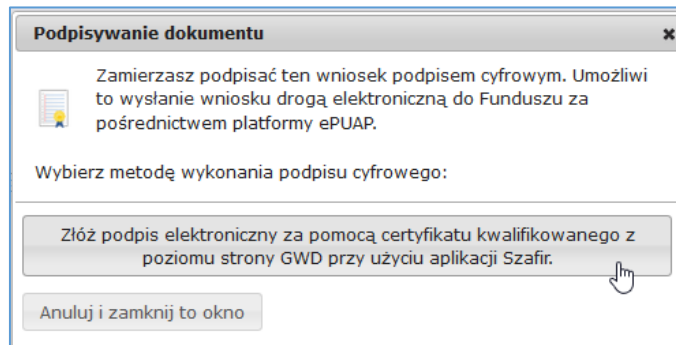 Podpisywanie dokumentu
Zamierzasz podpisać ten wniosek podpisem cyfrowym. Umożliwi
to wysłanie wniosku drogą elektroniczną do Funduszu za
pośrednictwem platformy ePUAP.
Wybierz metodę wykonania podpisu cyfrowego:
Złóż podpis elektroniczny za pomocą certyfikatu kwalifikowanego z
poziomu strony GWD przy użyciu aplikacji Szafir.
Anuluj i zamknij to okno